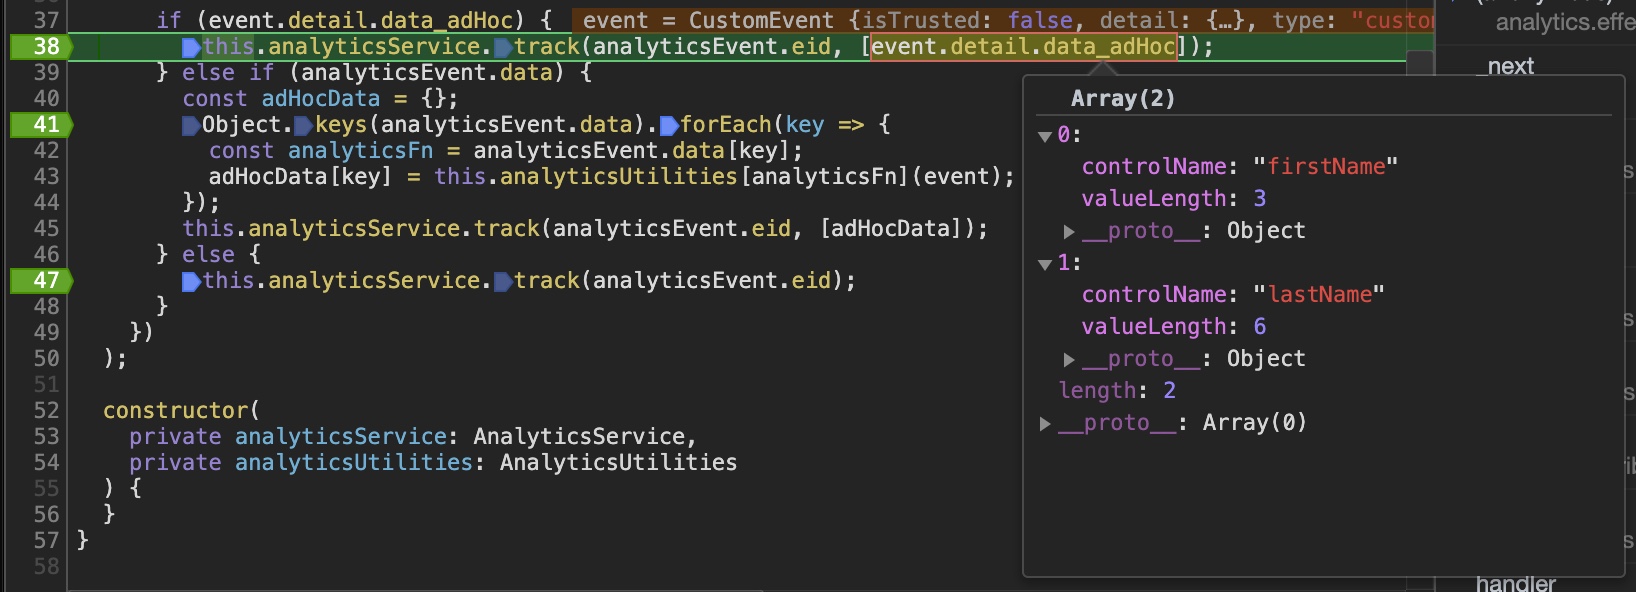 37 if (event.detail.data_adHoc) { event = CustomEvent {isTrusted: false, detail: {…}, type: "custo
38 this.analyticsService.track(analyticsEvent.eid, [event.detail.data_adHoc]);
39 } else if (analyticsEvent.data) {
40 const adHocData = {};
41 Object.keys(analyticsEvent.data).forEach(key => {
42 const analyticsFn = analyticsEvent.data[key];
43 adHocData[key] = this.analyticsUtilities[analyticsFn](event);
44 });
45 this.analyticsService.track(analyticsEvent.eid, [adHocData]);
46 } else {
47 this.analyticsService.track(analyticsEvent.eid);
48 }
49 })
50 );
51
52 constructor(
53 private analyticsService: AnalyticsService,
54 private analyticsUtilities: AnalyticsUtilities
55 ) {
56 }
57 }
58
Array(2)
0:
controlName: "firstName"
valueLength: 3
__proto__: Object
1:
controlName: "lastName"
valueLength: 6
__proto__: Object
length: 2
__proto__: Array(0)
analytics.effe
_next
handler